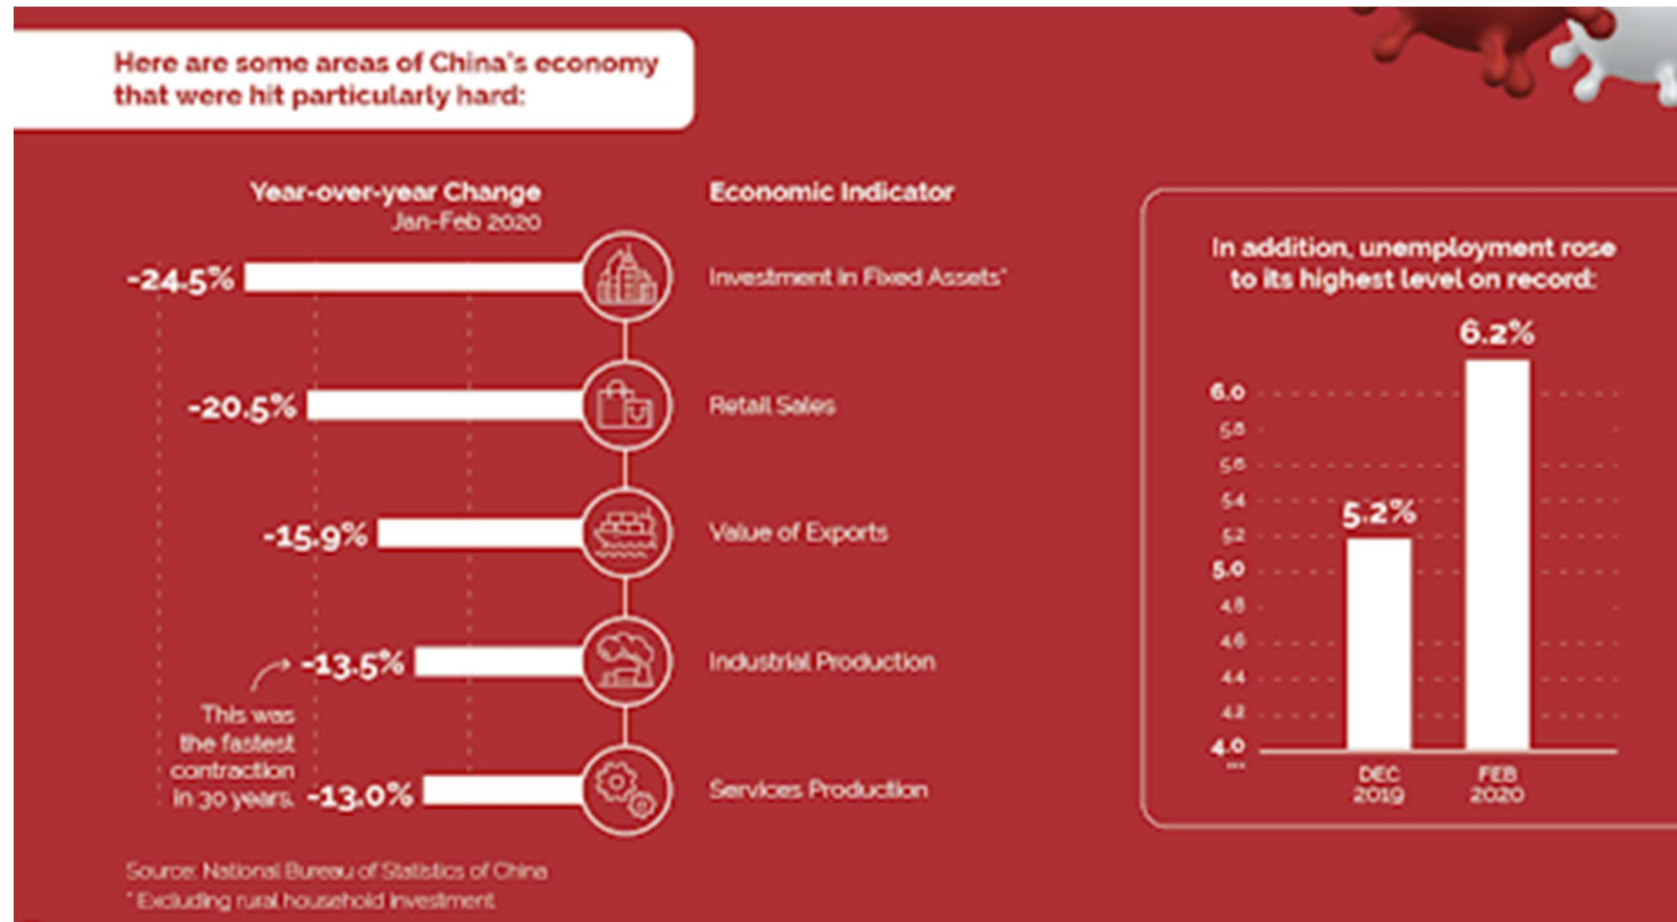 Here are some areas of China's economy
that were hit particularly hard:
Year-over-year Change
Jan-Feb 2020
Economic Indicator
-24.5%
Investment in Fixed Assets*
-20.5%
Retail Sales
-15.9%
Value of Exports
-13.5%
Industrial Production
This was
the fastest
contraction
in 30 years.
-13.0%
Services Production
Source: National Bureau of Statistics of China
* Excluding rural household investment
In addition, unemployment rose
to its highest level on record:
6.2%
5.2%
6.0
5.8
5.6
5.4
5.2
5.0
4.8
4.6
4.4
4.2
4.0
...
DEC
2019
FEB
2020